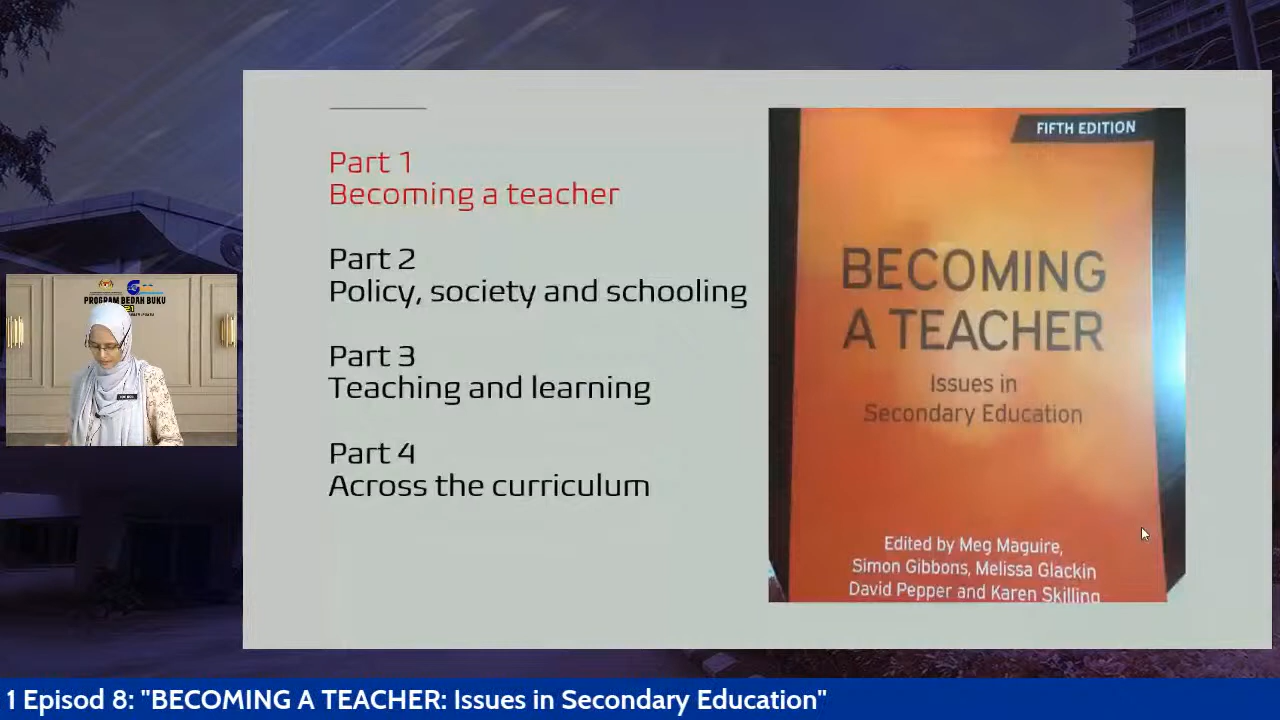 Part 1
Becoming a teacher
Part 2
Policy, society and schooling
Part 3
Teaching and learning
Part 4
Across the curriculum
FIFTH EDITION
BECOMING
A TEACHER
Issues in
Secondary Education
Edited by Meg Maguire,
Simon Gibbons, Melissa Glackin
David Pepper and Karen Skilling
PROGRAM BEDAH BUKU
1 Episod 8: "BECOMING A TEACHER: Issues in Secondary Education"